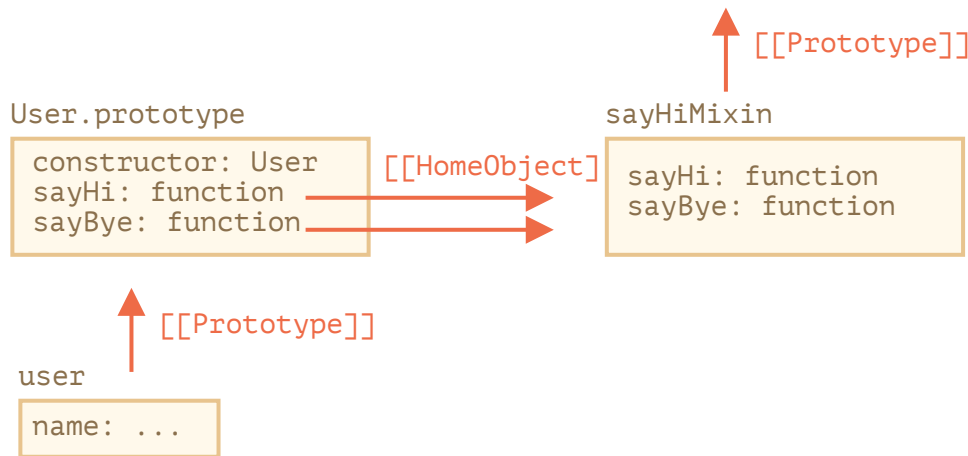 [[Prototype]]
User.prototype
sayHiMixin
constructor: User
sayHi: function
sayBye: function
[[HomeObject]
sayHi: function
sayBye: function
[[Prototype]]
user
name: ...